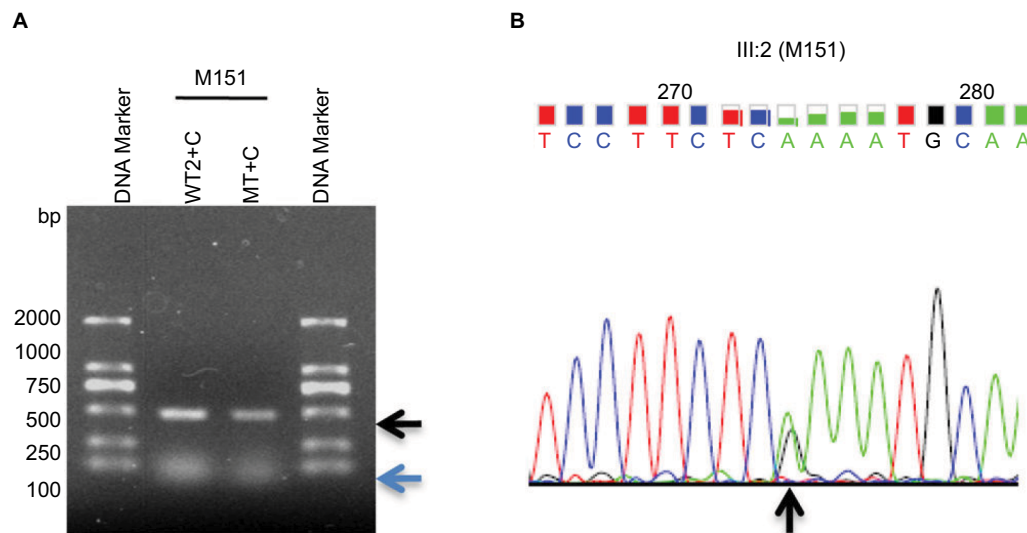 A
M151
DNA Marker
WT2+C
MT+C
DNA Marker
bp
2000
1000
750
500
250
100
B
III:2 (M151)
270 280
T C C T T C T C A A A A T G C A A